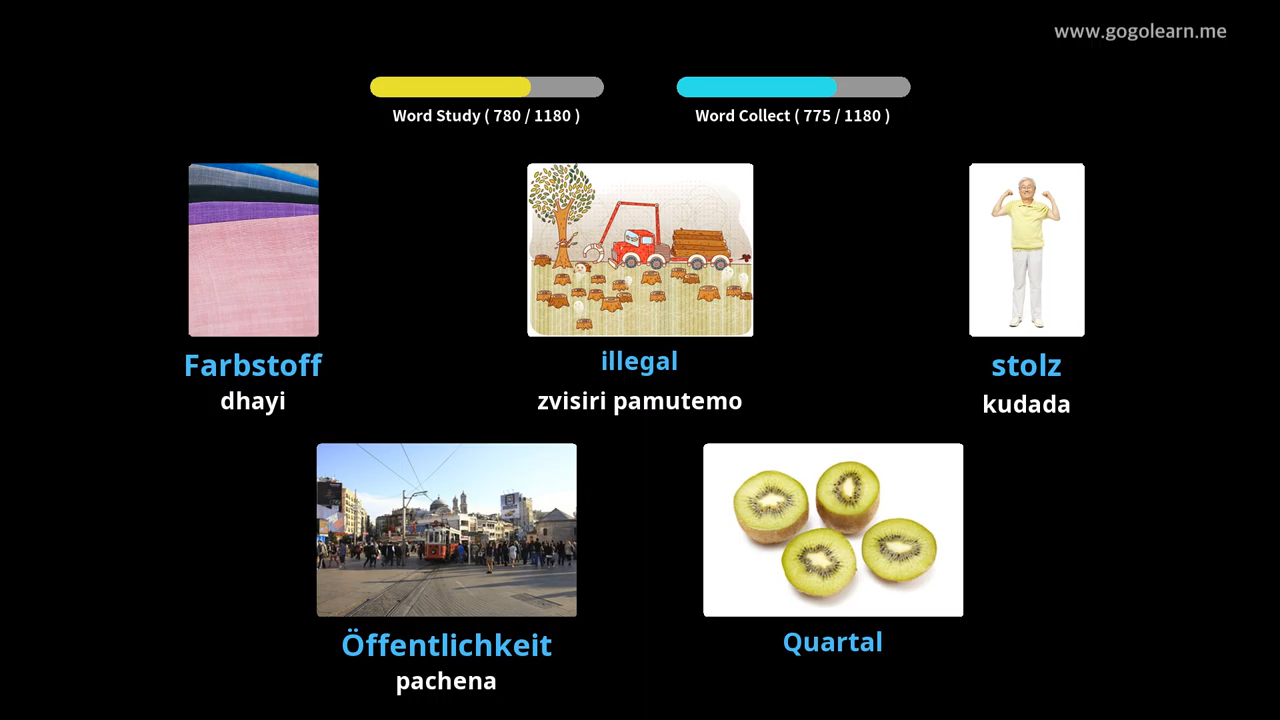 www.gogolearn.me
Word Study ( 780 / 1180 )
Word Collect ( 775 / 1180 )
Farbstoff
dhayi
illegal
zvisiri pamutemo
stolz
kudada
Öffentlichkeit
pachena
Quartal